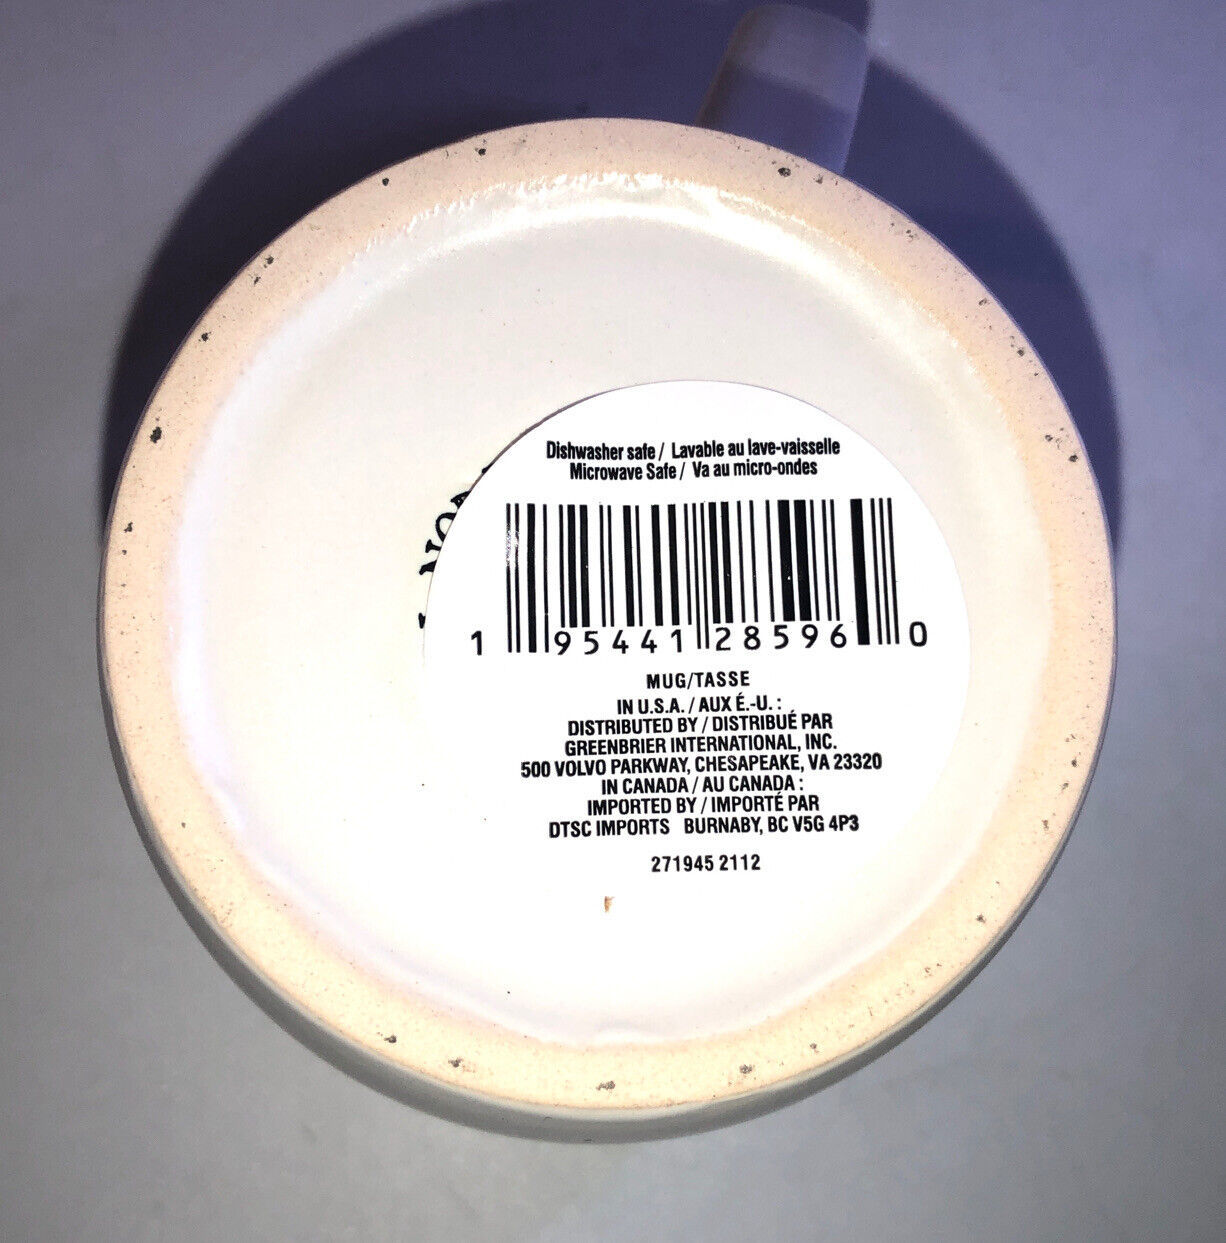 Dishwasher safe / Lavable au lave-vaisselle
Microwave Safe / Va au micro-ondes
1 95441 28596 0
MUG/TASSE
IN U.S.A. / AUX É.-U. :
DISTRIBUTED BY / DISTRIBUÉ PAR
GREENBRIER INTERNATIONAL, INC.
500 VOLVO PARKWAY, CHESAPEAKE, VA 23320
IN CANADA / AU CANADA :
IMPORTED BY / IMPORTÉ PAR
DTSC IMPORTS BURNABY, BC V5G 4P3
271945 2112